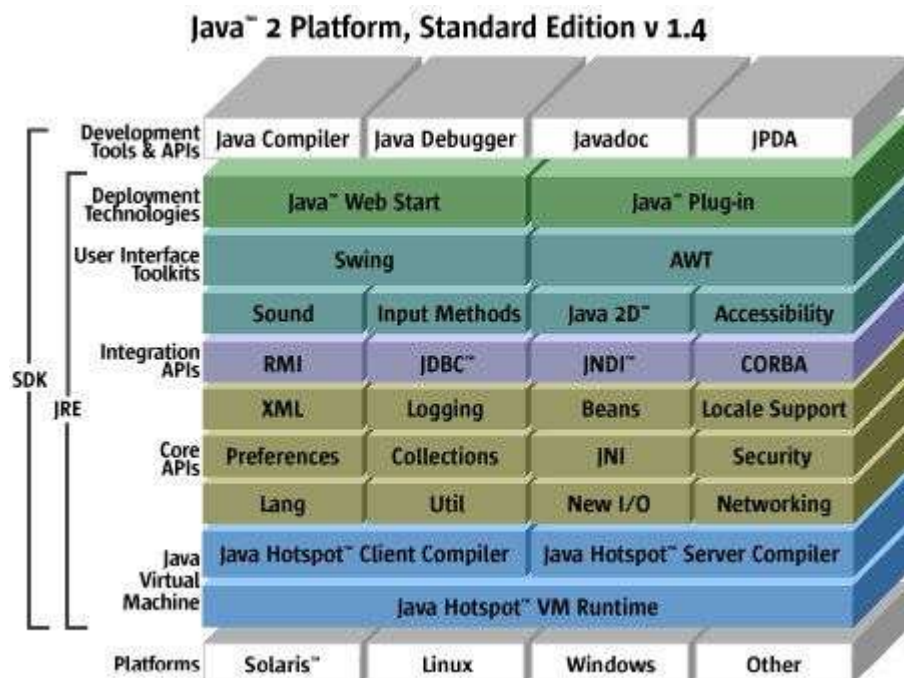 Java™ 2 Platform, Standard Edition v 1.4
Development Tools & APIs
Java Compiler
Java Debugger
Javadoc
JPDA
Deployment Technologies
Java™ Web Start
Java™ Plug-in
User Interface Toolkits
Swing
AWT
Sound
Input Methods
Java 2D™
Accessibility
Integration APIs
RMI
JDBC™
JNDI™
CORBA
SDK
JRE
XML
Logging
Beans
Locale Support
Core APIs
Preferences
Collections
JNI
Security
Lang
Util
New I/O
Networking
Java Virtual Machine
Java Hotspot™ Client Compiler
Java Hotspot™ Server Compiler
Java Hotspot™ VM Runtime
Platforms
Solaris™
Linux
Windows
Other